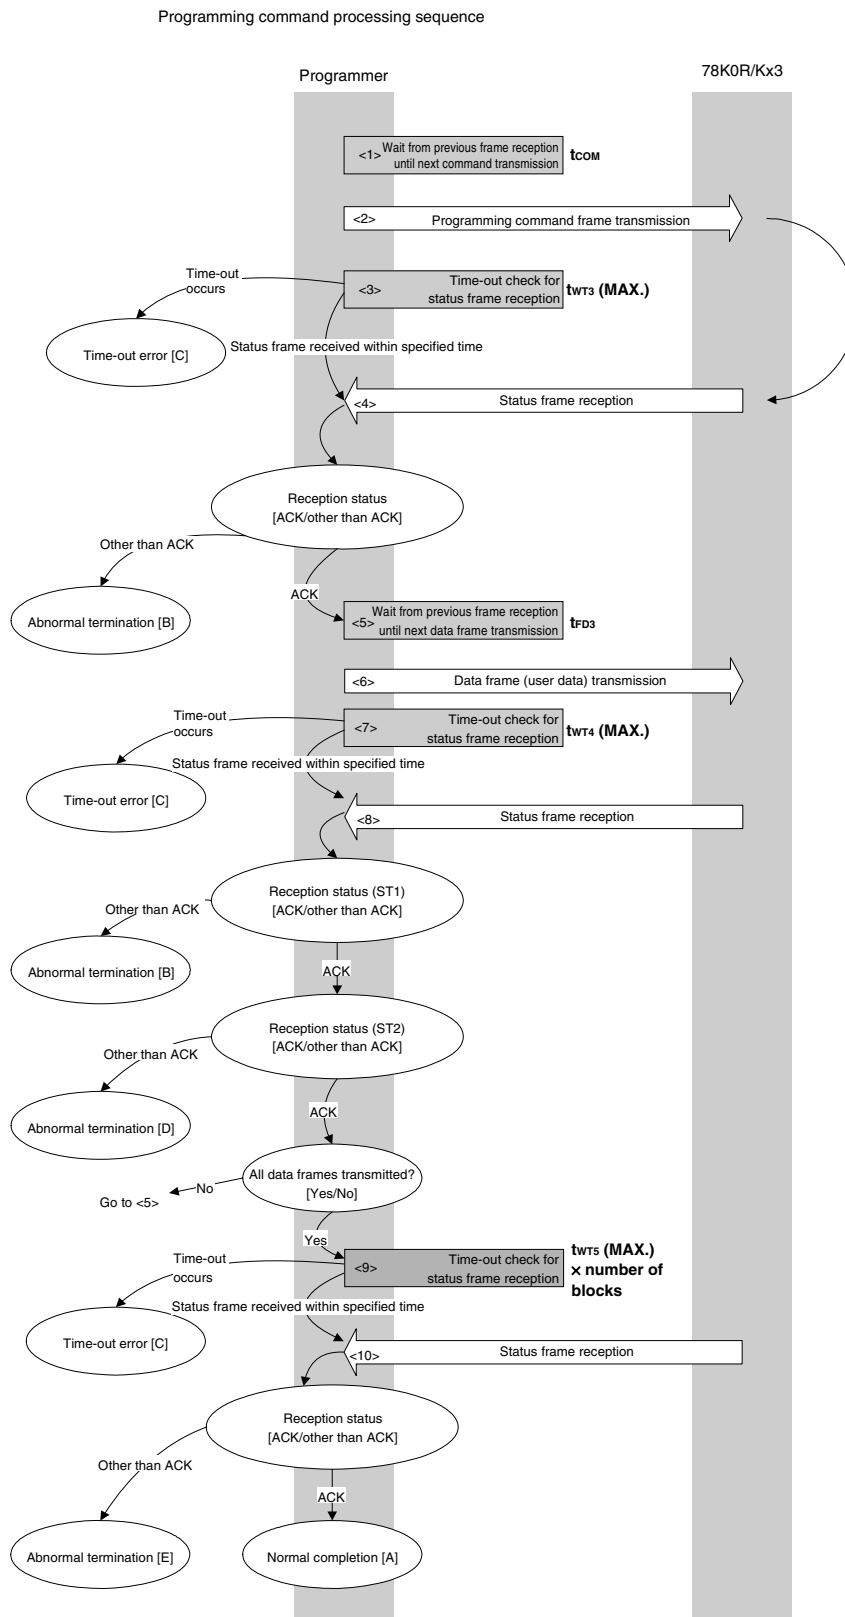 Programming command processing sequence
Programmer
78K0R/Kx3
<1>
Wait from previous frame reception
until next command transmission
tCOM
<2>
Programming command frame transmission
Time-out
occurs
<3>
Time-out check for
status frame reception
tWT3 (MAX.)
Time-out error [C]
Status frame received within specified time
<4>
Status frame reception
Reception status
[ACK/other than ACK]
Other than ACK
ACK
Abnormal termination [B]
<5>
Wait from previous frame reception
until next data frame transmission
tFD3
<6>
Data frame (user data) transmission
Time-out
occurs
<7>
Time-out check for
status frame reception
tWT4 (MAX.)
Status frame received within specified time
Time-out error [C]
<8>
Status frame reception
Reception status (ST1)
[ACK/other than ACK]
Other than ACK
Abnormal termination [B]
ACK
Reception status (ST2)
[ACK/other than ACK]
Other than ACK
Abnormal termination [D]
ACK
All data frames transmitted?
[Yes/No]
No
Go to <5>
Yes
Time-out
occurs
<9>
Time-out check for
status frame reception
tWT5 (MAX.)
× number of
blocks
Status frame received within specified time
Time-out error [C]
<10>
Status frame reception
Reception status
[ACK/other than ACK]
Other than ACK
ACK
Abnormal termination [E]
Normal completion [A]